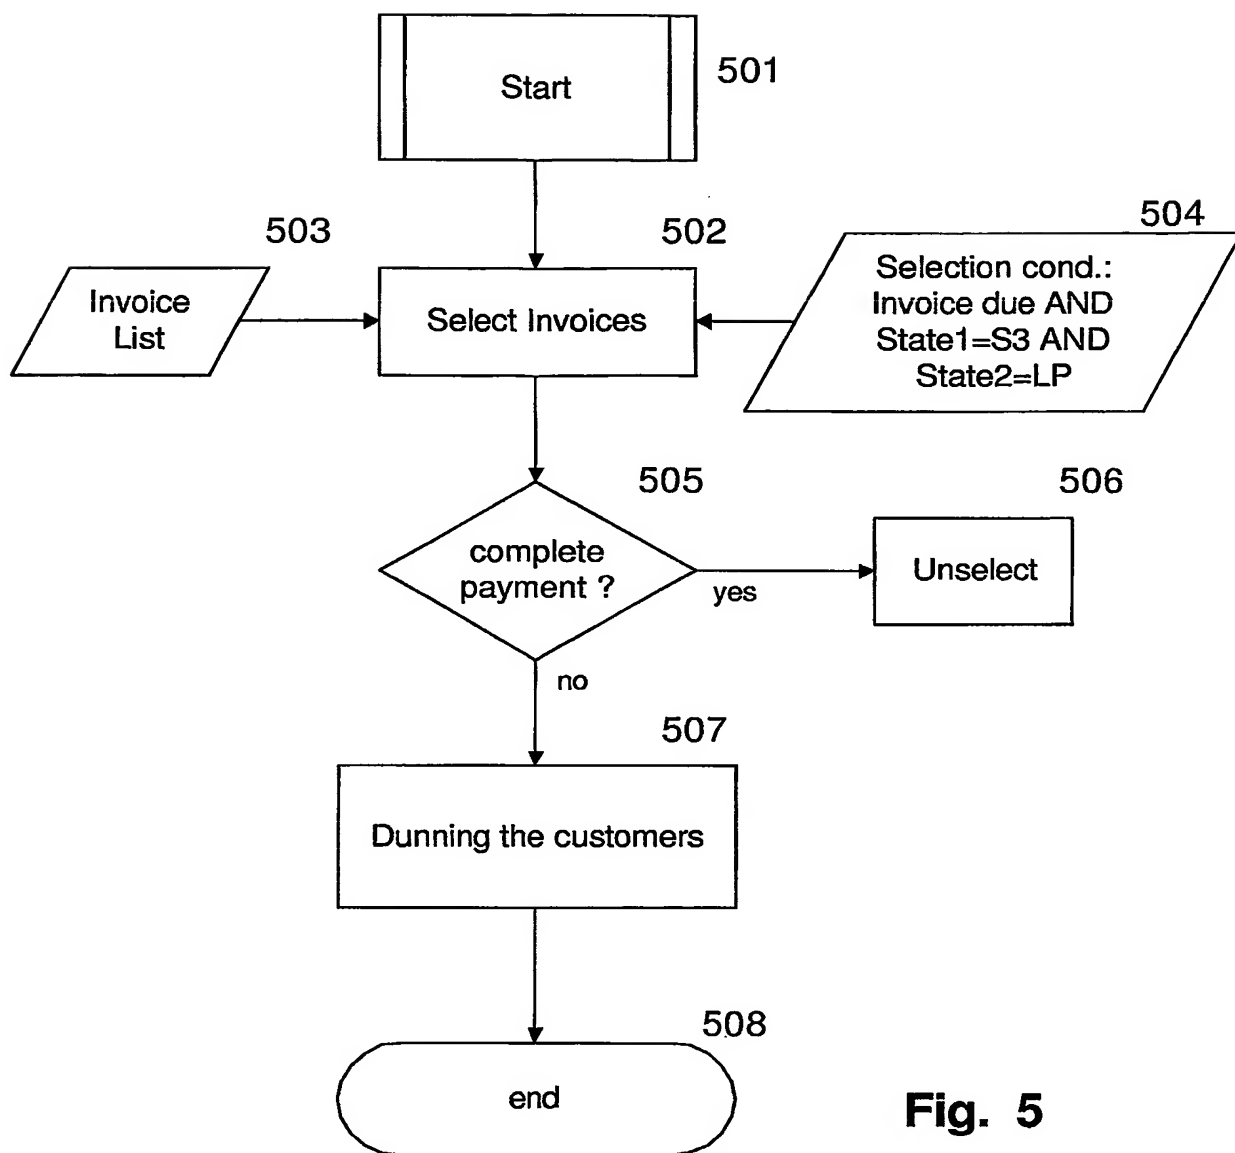 Start
501
503
502
504
Invoice
List
Select Invoices
Selection cond.:
Invoice due AND
State1=S3 AND
State2=LP
505
506
complete
payment ?
yes
Unselect
no
507
Dunning the customers
508
end
Fig. 5